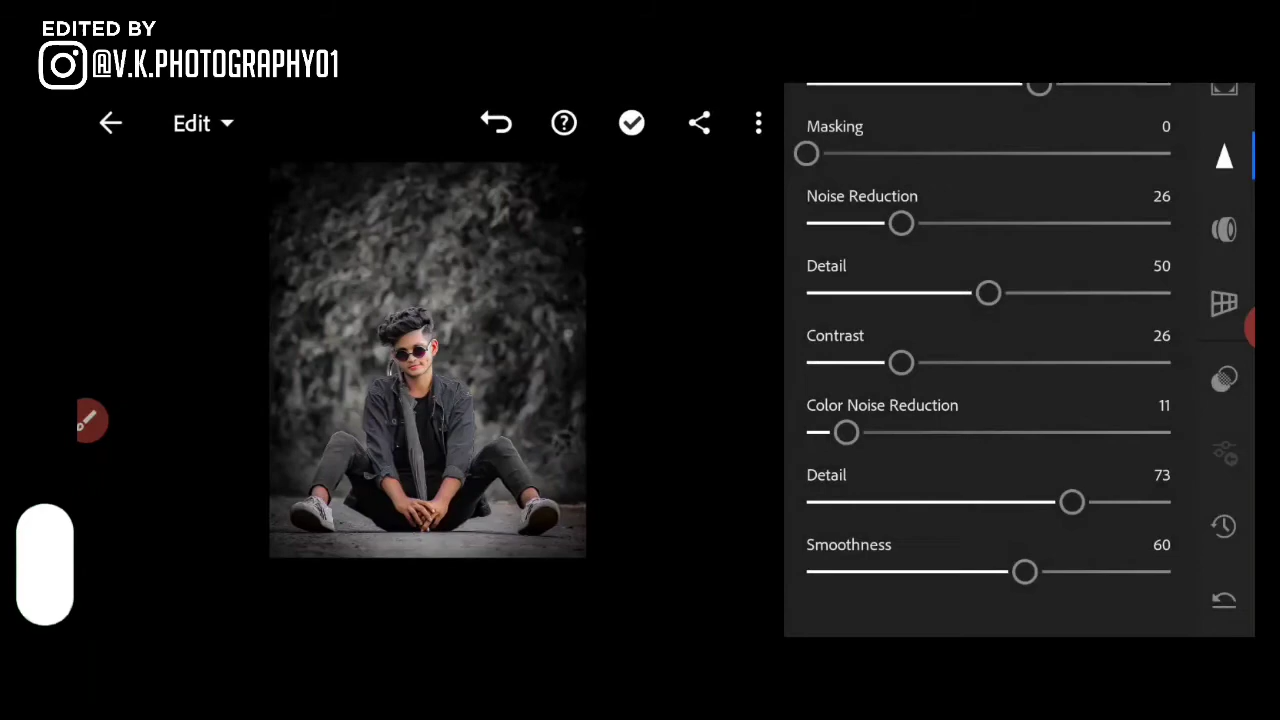 EDITED BY
@V.K.PHOTOGRAPHY01
Edit
Masking 0
Noise Reduction 26
Detail 50
Contrast 26
Color Noise Reduction 11
Detail 73
Smoothness 60